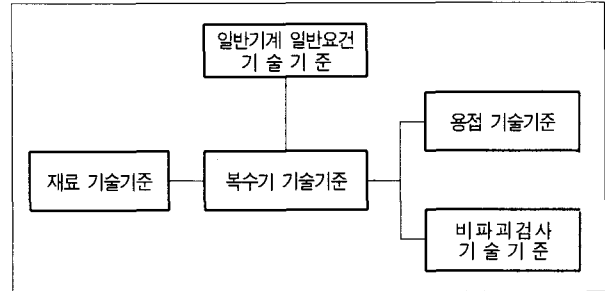 일반기계 일반요건
기 술 기 준
용접 기술기준
재료 기술기준
복수기 기술기준
비파괴검사
기 술 기 준